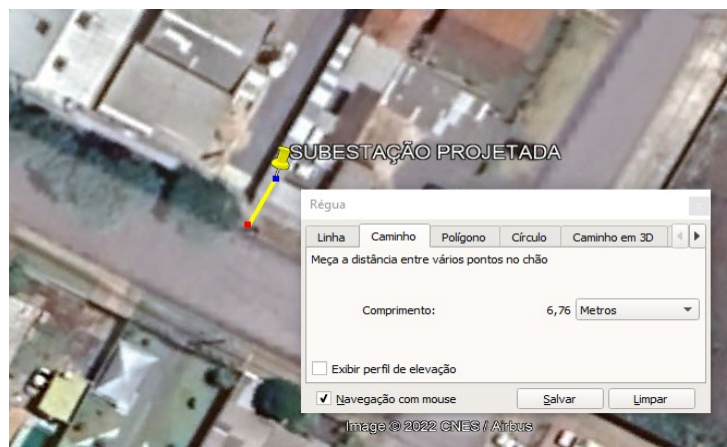 SUBESTAÇÃO PROJETADA
Régua
Linha Caminho Polígono Círculo Caminho em 3D
Meça a distância entre vários pontos no chão
Comprimento: 6,76 Metros
Exibir perfil de elevação
Navegação com mouse Salvar Limpar
Image © 2022 CNES / Airbus